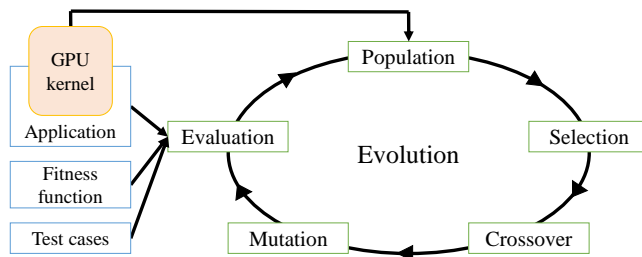 GPU
kernel
Application
Fitness
function
Test cases
Population
Evaluation
Selection
Evolution
Mutation
Crossover